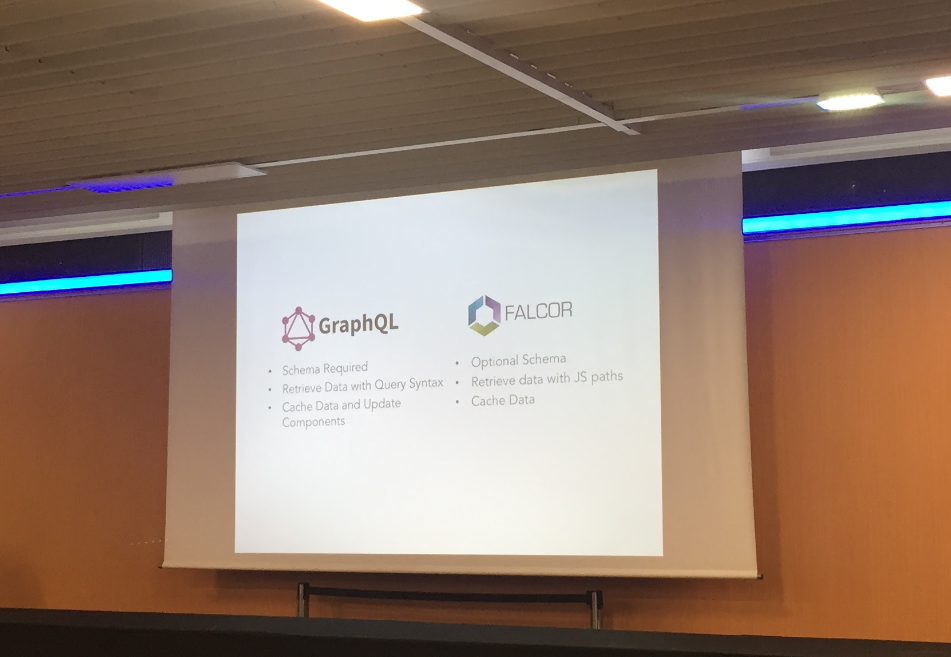 GraphQL
• Schema Required
• Retrieve Data with Query Syntax
• Cache Data and Update
Components
FALCOR
• Optional Schema
• Retrieve data with JS paths
• Cache Data